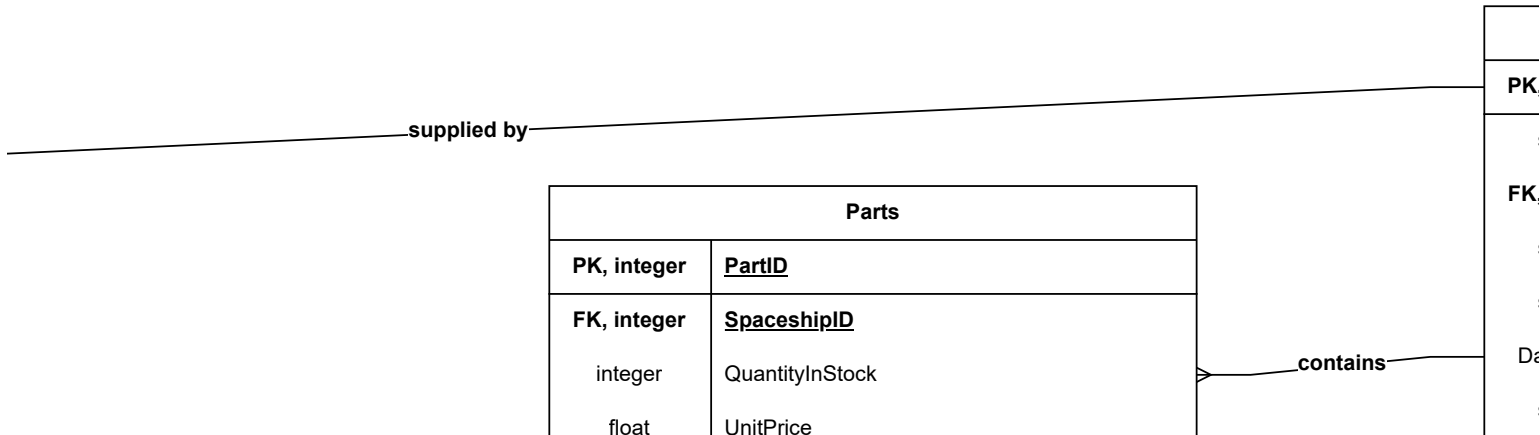 PK,
supplied by
FK,
Parts
PK, integer PartID
FK, integer SpaceshipID
contains
integer QuantityInStock
float UnitPrice